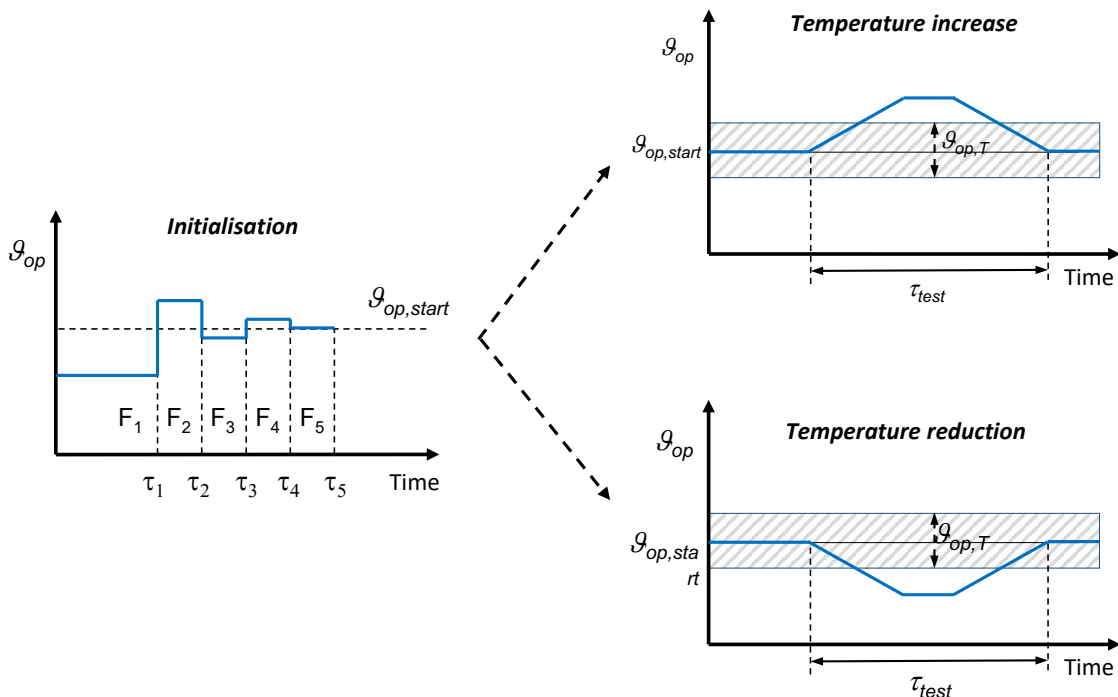 Temperature increase
ϑop
ϑop,start
ϑop,T
Time
τtest
Initialisation
ϑop
ϑop,start
F1 F2 F3 F4 F5
τ1 τ2 τ3 τ4 τ5 Time
Temperature reduction
ϑop
ϑop,sta
rt
ϑop,T
Time
τtest